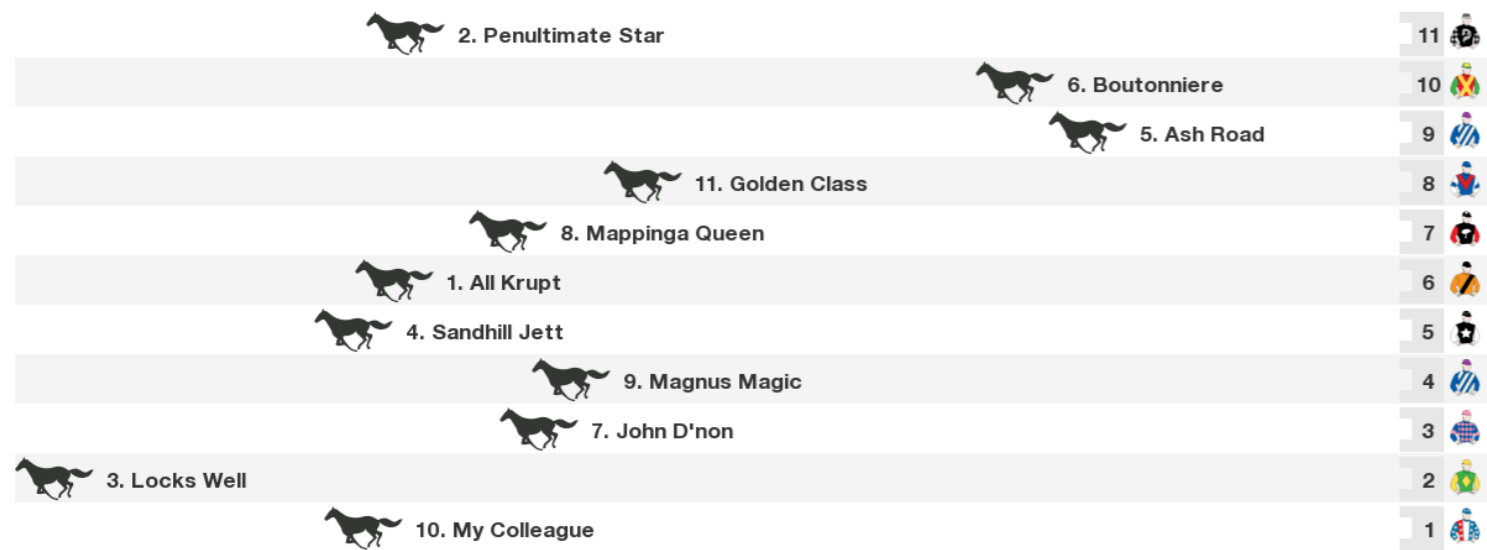 2. Penultimate Star 11
6. Boutonniere 10
5. Ash Road 9
11. Golden Class 8
8. Mappinga Queen 7
1. All Krupt 6
4. Sandhill Jett 5
9. Magnus Magic 4
7. John D'non 3
3. Locks Well 2
10. My Colleague 1